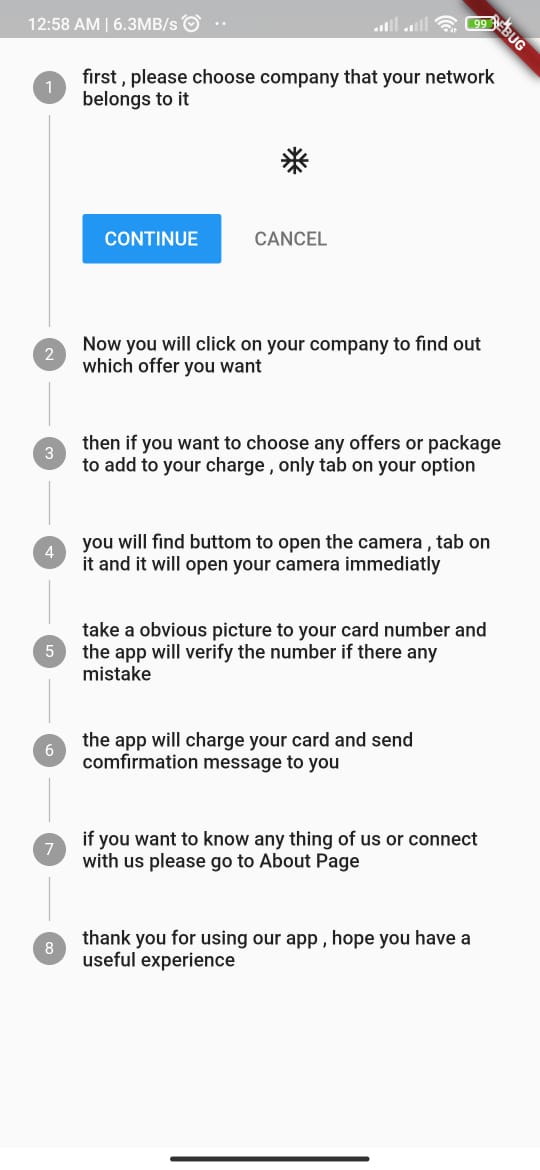 12:58 AM | 6.3MB/s
99
DEBUG
1
first , please choose company that your network
belongs to it
CONTINUE
CANCEL
2
Now you will click on your company to find out
which offer you want
3
then if you want to choose any offers or package
to add to your charge , only tab on your option
4
you will find buttom to open the camera , tab on
it and it will open your camera immediatly
5
take a obvious picture to your card number and
the app will verify the number if there any
mistake
6
the app will charge your card and send
comfirmation message to you
7
if you want to know any thing of us or connect
with us please go to About Page
8
thank you for using our app , hope you have a
useful experience